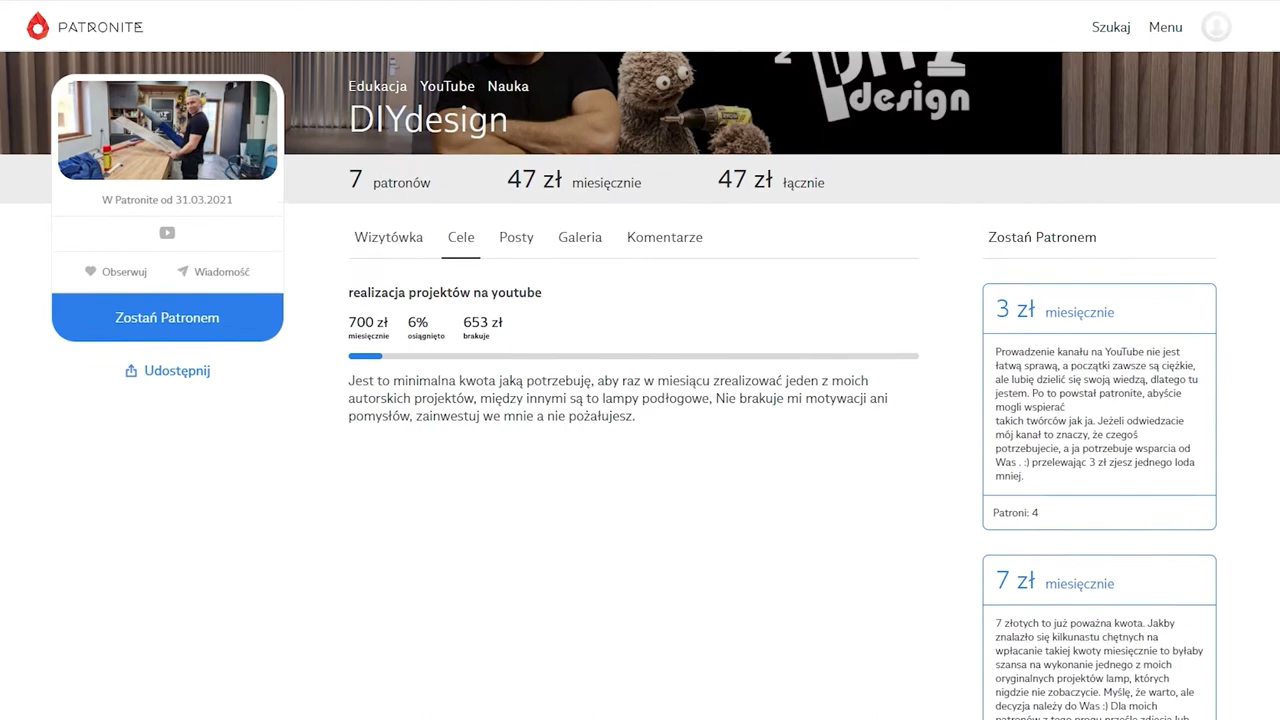 PATRONITE
Szukaj
Menu
Edukacja YouTube Nauka
DIYdesign
design
7 patronów
47 zł miesięcznie
47 zł łącznie
W Patronite od 31.03.2021
Obserwuj
Wiadomość
Zostań Patronem
Udostępnij
Wizytówka
Cele
Posty
Galeria
Komentarze
realizacja projektów na youtube
700 zł 6% 653 zł
miesięcznie osiągnięto brakuje
Jest to minimalna kwota jaką potrzebuję, aby raz w miesiącu zrealizować jeden z moich
autorskich projektów, między innymi są to lampy podłogowe, Nie brakuje mi motywacji ani
pomysłów, zainwestuj we mnie a nie pożałujesz.
Zostań Patronem
3 zł miesięcznie
Prowadzenie kanału na YouTube nie jest
łatwą sprawą, a początki zawsze są ciężkie,
ale lubię dzielić się swoją wiedzą, dlatego tu
jestem. Po to powstał patronite, abyście
mogli wspierać
takich twórców jak ja. Jeżeli odwiedzacie
mój kanał to znaczy, że czegoś
potrzebujecie, a ja potrzebuje wsparcia od
Was . :) przelewając 3 zł zjesz jednego loda
mniej.
Patroni: 4
7 zł miesięcznie
7 złotych to już poważna kwota. Jakby
znalazło się kilkunastu chętnych na
wpłacanie takiej kwoty miesięcznie to byłaby
szansa na wykonanie jednego z moich
oryginalnych projektów lamp, których
nigdzie nie zobaczycie. Myślę, że warto, ale
decyzja należy do Was :) Dla moich
patronów z tego progu prześlę zdjęcia lub